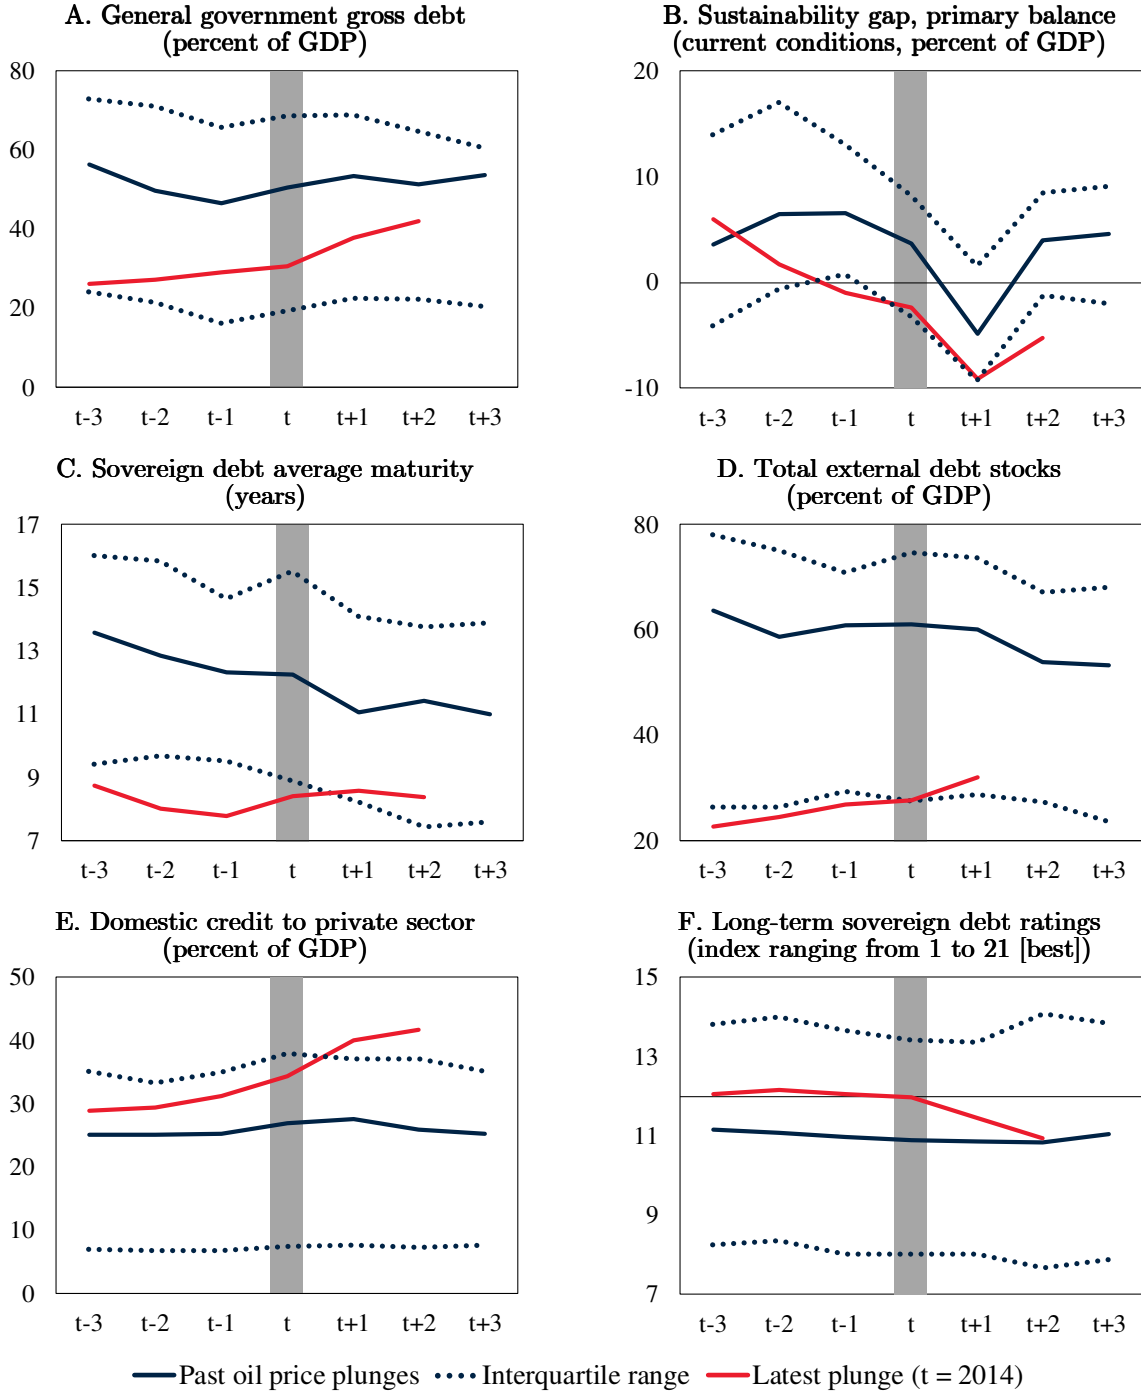 A. General government gross debt
(percent of GDP)
80
60
40
20
0
t-3 t-2 t-1 t t+1 t+2 t+3
B. Sustainability gap, primary balance
(current conditions, percent of GDP)
20
10
0
-10
t-3 t-2 t-1 t t+1 t+2 t+3
C. Sovereign debt average maturity
(years)
17
15
13
11
9
7
t-3 t-2 t-1 t t+1 t+2 t+3
D. Total external debt stocks
(percent of GDP)
80
60
40
20
t-3 t-2 t-1 t t+1 t+2 t+3
E. Domestic credit to private sector
(percent of GDP)
50
40
30
20
10
0
t-3 t-2 t-1 t t+1 t+2 t+3
F. Long-term sovereign debt ratings
(index ranging from 1 to 21 [best])
15
13
11
9
7
t-3 t-2 t-1 t t+1 t+2 t+3
Past oil price plunges Interquartile range Latest plunge (t = 2014)